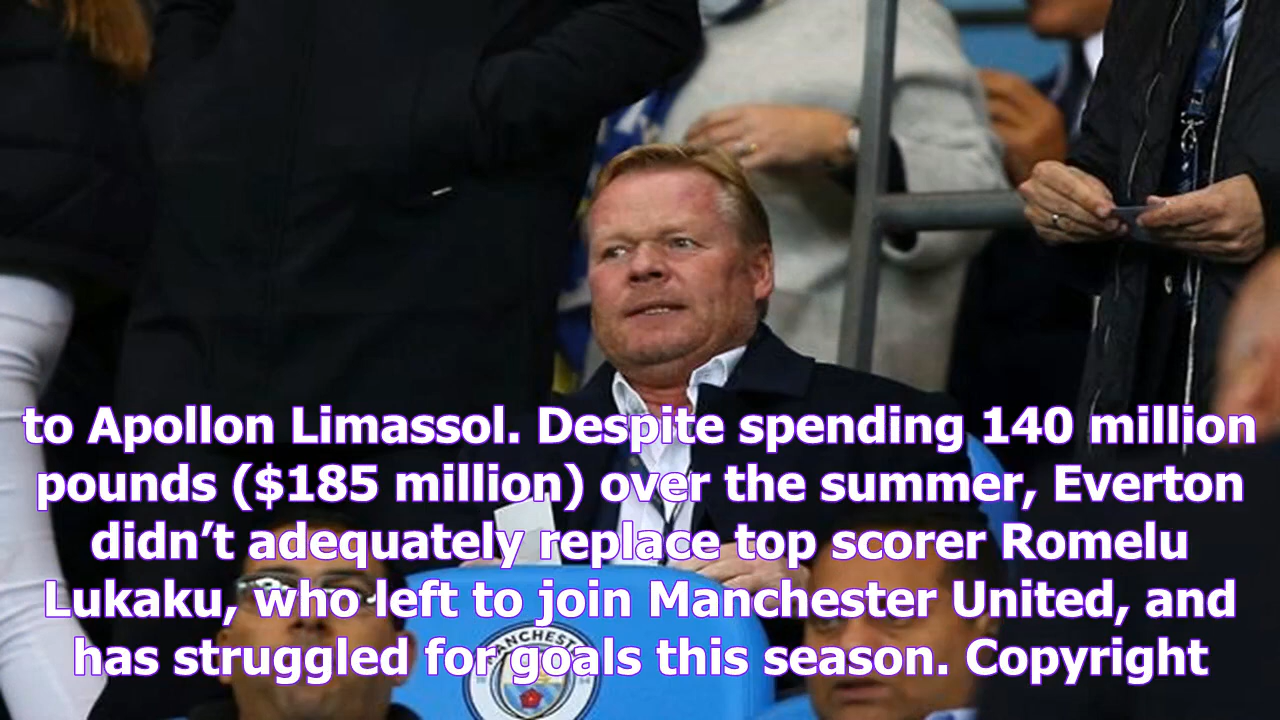 to Apollon Limassol. Despite spending 140 million
pounds ($185 million) over the summer, Everton
didn’t adequately replace top scorer Romelu
Lukaku, who left to join Manchester United, and
has struggled for goals this season. Copyright
MANCHESTER